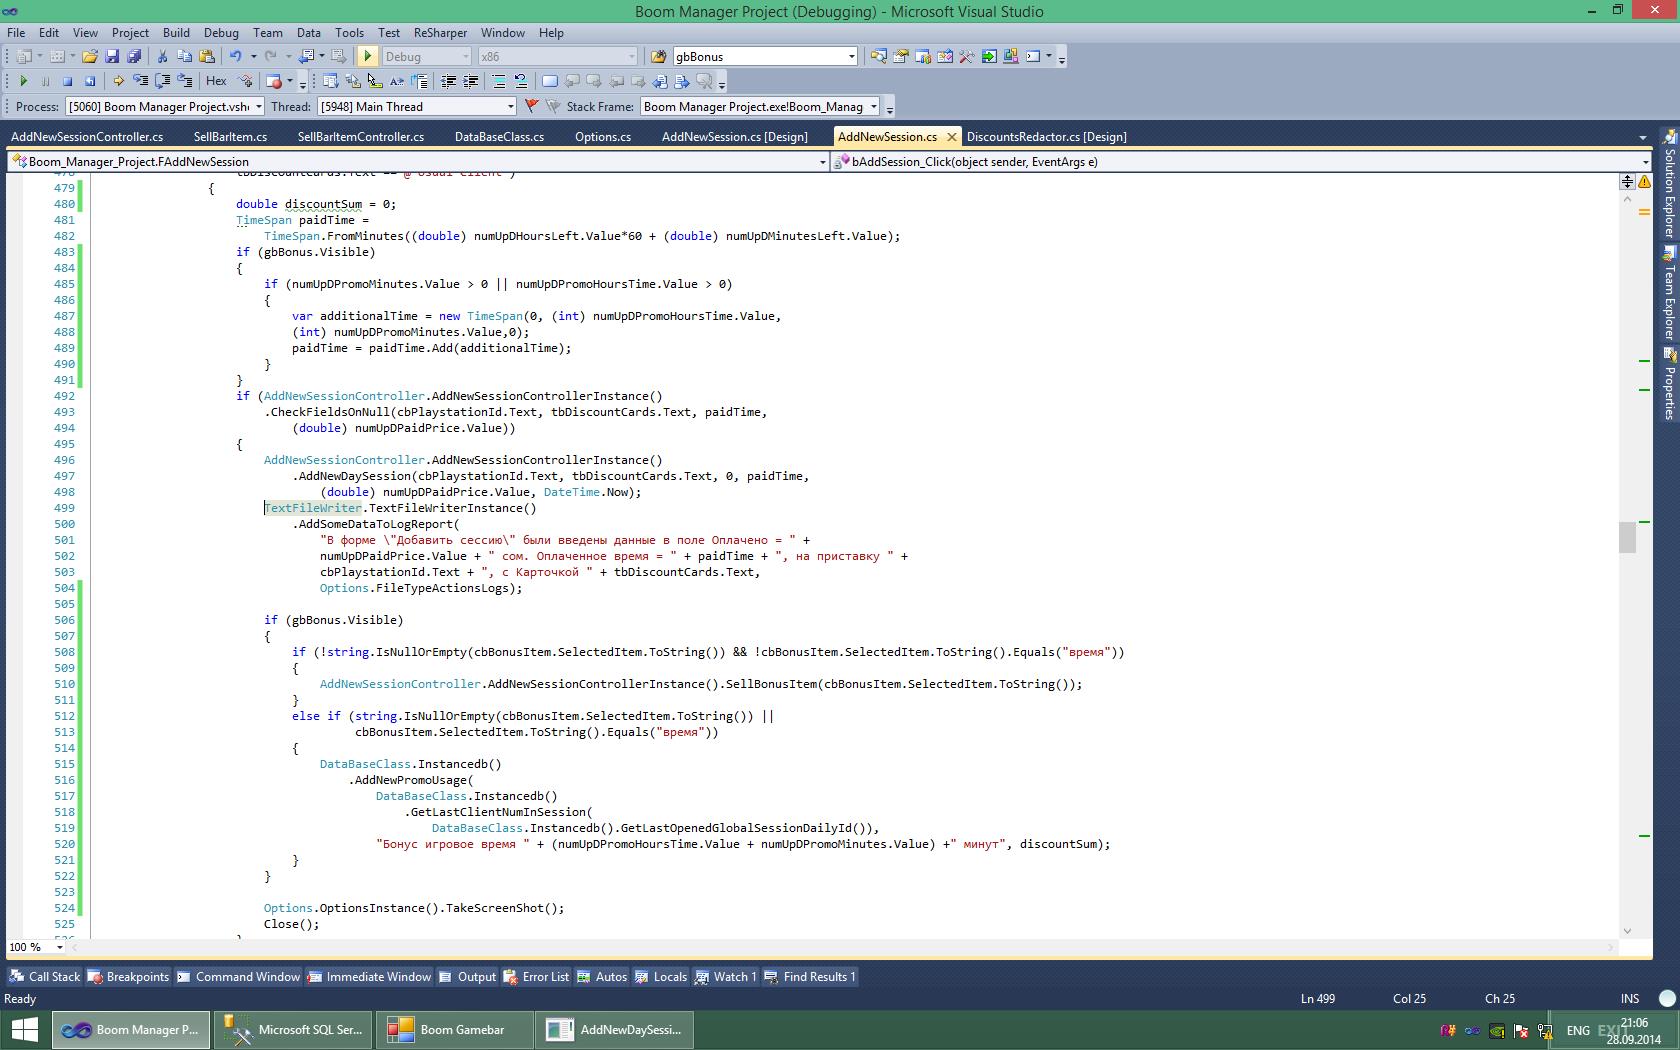 Boom Manager Project (Debugging) - Microsoft Visual Studio
File Edit View Project Build Debug Team Data Tools Test ReSharper Window Help
Debug x86 gbBonus
Hex
Process: [5060] Boom Manager Project.vshc Thread: [5948] Main Thread Stack Frame: Boom Manager Project.exe!Boom_Manag
AddNewSessionController.cs SellBarItem.cs SellBarItemController.cs DataBaseClass.cs Options.cs AddNewSession.cs [Design] AddNewSession.cs DiscountsRedactor.cs [Design]
Boom_Manager_Project.FAddNewSession bAddSession_Click(object sender, EventArgs e)
478 tbDiscountCards.Text == @"Usual Client")
479 {
480 double discountSum = 0;
481 TimeSpan paidTime =
482 TimeSpan.FromMinutes((double) numUpDHoursLeft.Value*60 + (double) numUpDMinutesLeft.Value);
483 if (gbBonus.Visible)
484 {
485 if (numUpDPromoMinutes.Value > 0 || numUpDPromoHoursTime.Value > 0)
486 {
487 var additionalTime = new TimeSpan(0, (int) numUpDPromoHoursTime.Value,
488 (int) numUpDPromoMinutes.Value,0);
489 paidTime = paidTime.Add(additionalTime);
490 }
491 }
492 if (AddNewSessionController.AddNewSessionControllerInstance()
493 .CheckFieldsOnNull(cbPlaystationId.Text, tbDiscountCards.Text, paidTime,
494 (double) numUpDPaidPrice.Value))
495 {
496 AddNewSessionController.AddNewSessionControllerInstance()
497 .AddNewDaySession(cbPlaystationId.Text, tbDiscountCards.Text, 0, paidTime,
498 (double) numUpDPaidPrice.Value, DateTime.Now);
499 TextFileWriter.TextFileWriterInstance()
500 .AddSomeDataToLogReport(
501 "В форме \"Добавить сессию\" были введены данные в поле Оплачено = " +
502 numUpDPaidPrice.Value + " сом. Оплаченное время = " + paidTime + ", на приставку " +
503 cbPlaystationId.Text + ", с Карточкой " + tbDiscountCards.Text,
504 Options.FileTypeActionsLogs);
505
506 if (gbBonus.Visible)
507 {
508 if (!string.IsNullOrEmpty(cbBonusItem.SelectedItem.ToString()) && !cbBonusItem.SelectedItem.ToString().Equals("время"))
509 {
510 AddNewSessionController.AddNewSessionControllerInstance().SellBonusItem(cbBonusItem.SelectedItem.ToString());
511 }
512 else if (string.IsNullOrEmpty(cbBonusItem.SelectedItem.ToString()) ||
513 cbBonusItem.SelectedItem.ToString().Equals("время"))
514 {
515 DataBaseClass.Instancedb()
516 .AddNewPromoUsage(
517 DataBaseClass.Instancedb()
518 .GetLastClientNumInSession(
519 DataBaseClass.Instancedb().GetLastOpenedGlobalSessionDailyId()),
520 "Бонус игровое время " + (numUpDPromoHoursTime.Value + numUpDPromoMinutes.Value) +" минут", discountSum);
521 }
522 }
523
524 Options.OptionsInstance().TakeScreenShot();
525 Close();
100 %
Solution Explorer
Team Explorer
Properties
Call Stack Breakpoints Command Window Immediate Window Output Error List Autos Locals Watch 1 Find Results 1
Ready Ln 499 Col 25 Ch 25 INS
Boom Manager P... Microsoft SQL Ser... Boom Gamebar AddNewDaySessi... ENG EXIT 21:06
28.09.2014